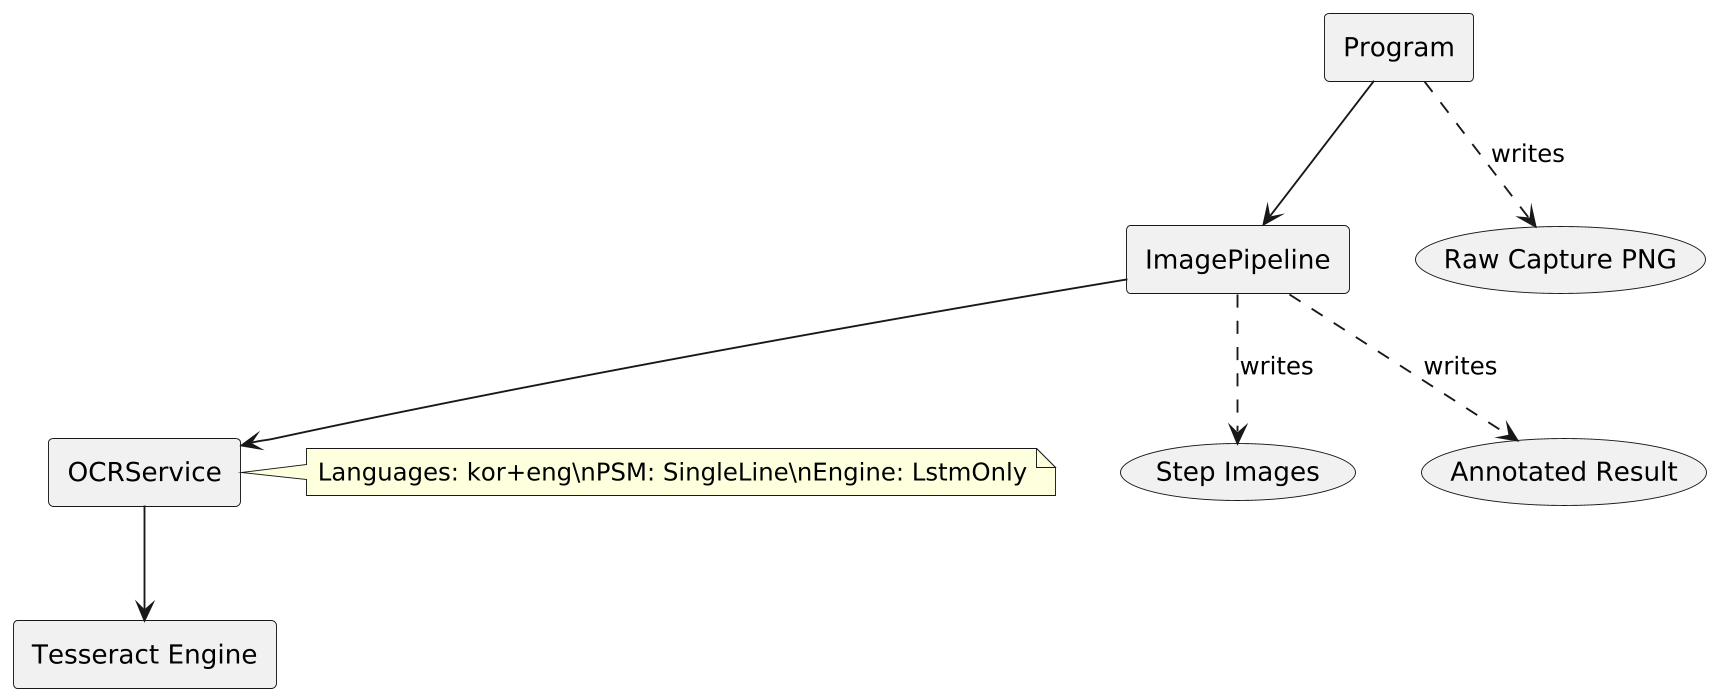 Program
writes
ImagePipeline
Raw Capture PNG
writes
writes
OCRService
Languages: kor+eng\nPSM: SingleLine\nEngine: LstmOnly
Step Images
Annotated Result
Tesseract Engine